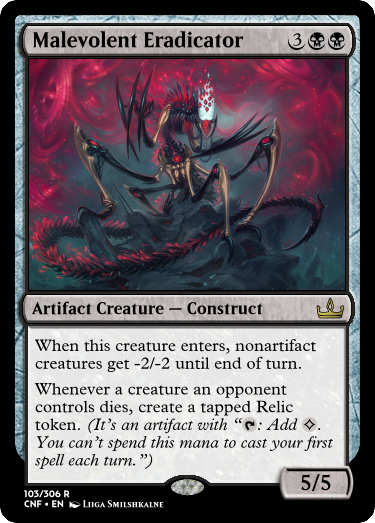 Malevolent Eradicator 3
Artifact Creature — Construct
When this creature enters, nonartifact
creatures get -2/-2 until end of turn.
Whenever a creature an opponent
controls dies, create a tapped Relic
token. (It's an artifact with “: Add .
You can't spend this mana to cast your first
spell each turn.”)
5/5
103/306 R
CNF • EN Liiga Smilshkalne